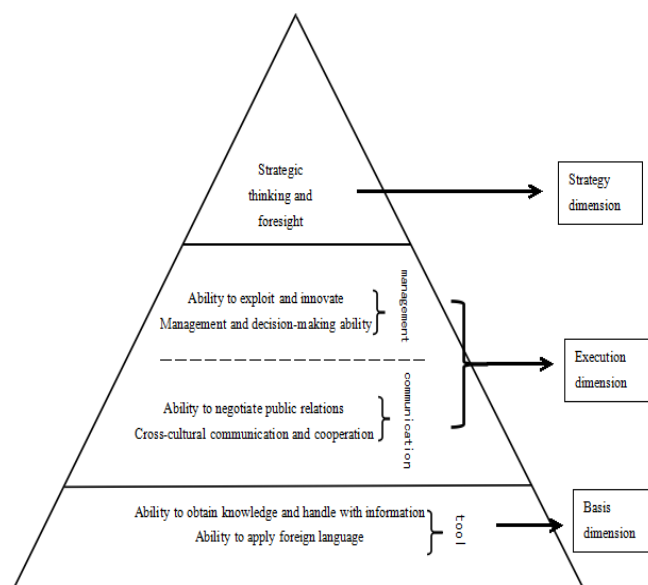 Strategic
thinking and
foresight
Strategy
dimension
Ability to exploit and innovate
Management and decision-making ability
management
Execution
dimension
Ability to negotiate public relations
Cross-cultural communication and cooperation
communication
Ability to obtain knowledge and handle with information
Ability to apply foreign language
tool
Basis
dimension